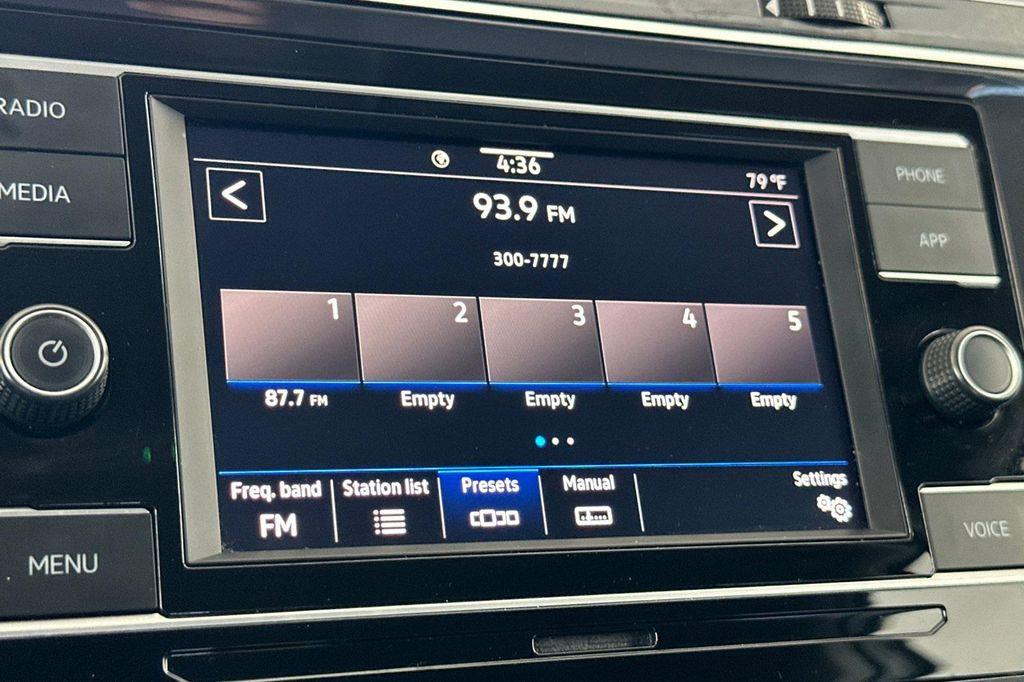 RADIO
MEDIA
MENU
4:36
79°F
93.9 FM
300-7777
1 2 3 4 5
87.7 FM Empty Empty Empty Empty
Freq. band Station list Presets Manual Settings
FM
PHONE
APP
VOICE